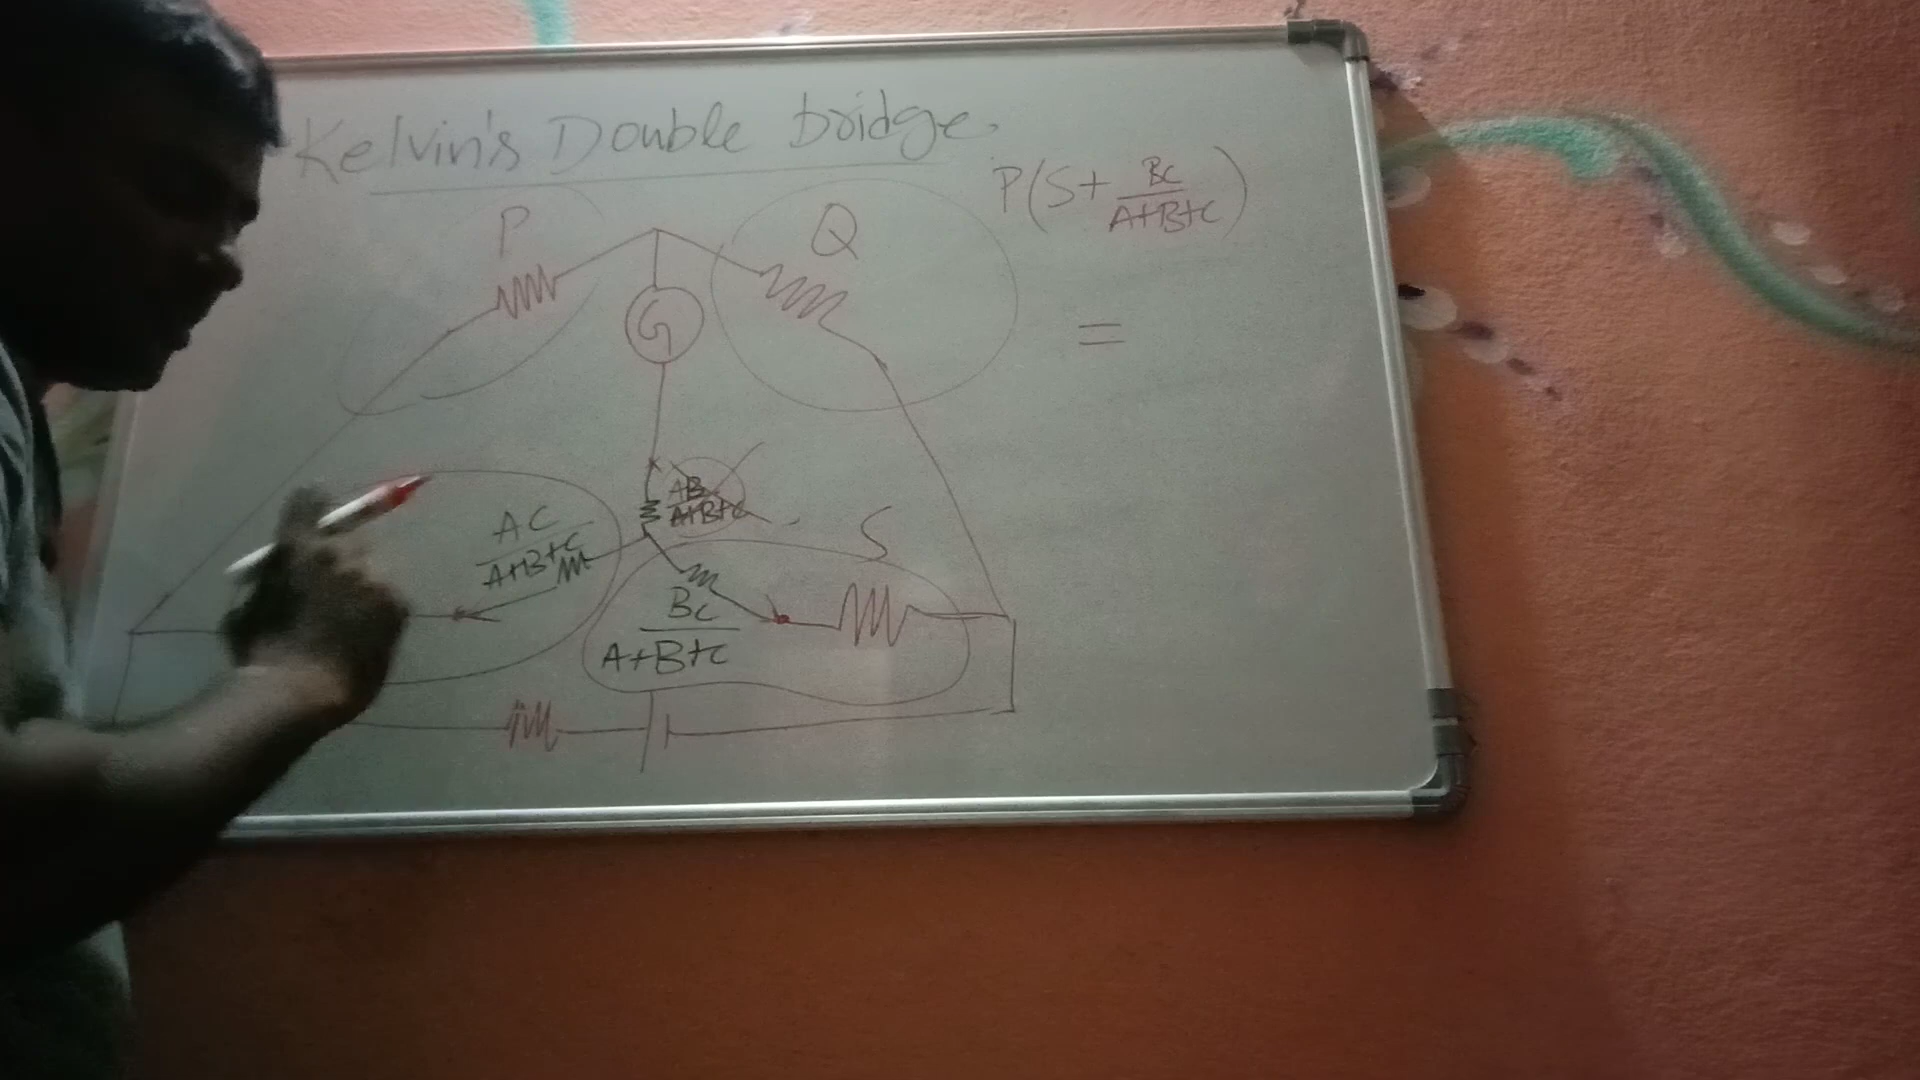 Kelvin's Double bridge.
P(S+ BC
A+B+C)
P
Q
G
=
AB
A+B+C
S
AC
A+B+C
BC
A+B+C